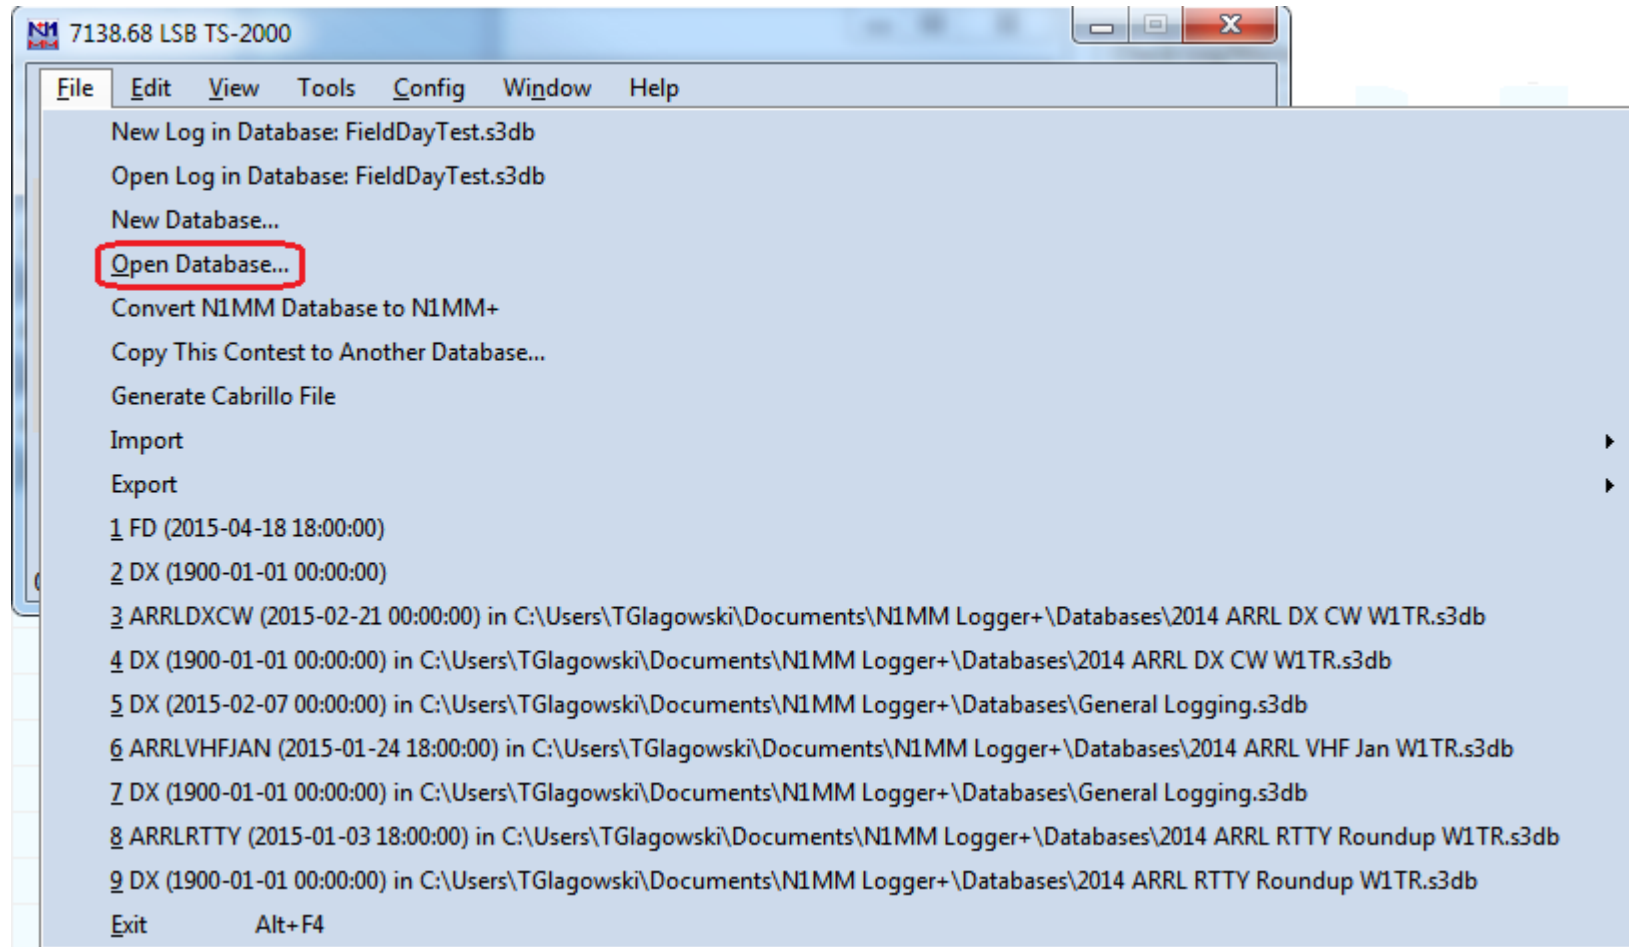 N1
MM
7138.68 LSB TS-2000
File Edit View Tools Config Window Help
New Log in Database: FieldDayTest.s3db
Open Log in Database: FieldDayTest.s3db
New Database...
Open Database...
Convert N1MM Database to N1MM+
Copy This Contest to Another Database...
Generate Cabrillo File
Import
Export
1 FD (2015-04-18 18:00:00)
2 DX (1900-01-01 00:00:00)
3 ARRLDXCW (2015-02-21 00:00:00) in C:\Users\TGlagowski\Documents\N1MM Logger+\Databases\2014 ARRL DX CW W1TR.s3db
4 DX (1900-01-01 00:00:00) in C:\Users\TGlagowski\Documents\N1MM Logger+\Databases\2014 ARRL DX CW W1TR.s3db
5 DX (2015-02-07 00:00:00) in C:\Users\TGlagowski\Documents\N1MM Logger+\Databases\General Logging.s3db
6 ARRLVHFJAN (2015-01-24 18:00:00) in C:\Users\TGlagowski\Documents\N1MM Logger+\Databases\2014 ARRL VHF Jan W1TR.s3db
7 DX (1900-01-01 00:00:00) in C:\Users\TGlagowski\Documents\N1MM Logger+\Databases\General Logging.s3db
8 ARRLRTTY (2015-01-03 18:00:00) in C:\Users\TGlagowski\Documents\N1MM Logger+\Databases\2014 ARRL RTTY Roundup W1TR.s3db
9 DX (1900-01-01 00:00:00) in C:\Users\TGlagowski\Documents\N1MM Logger+\Databases\2014 ARRL RTTY Roundup W1TR.s3db
Exit Alt+F4